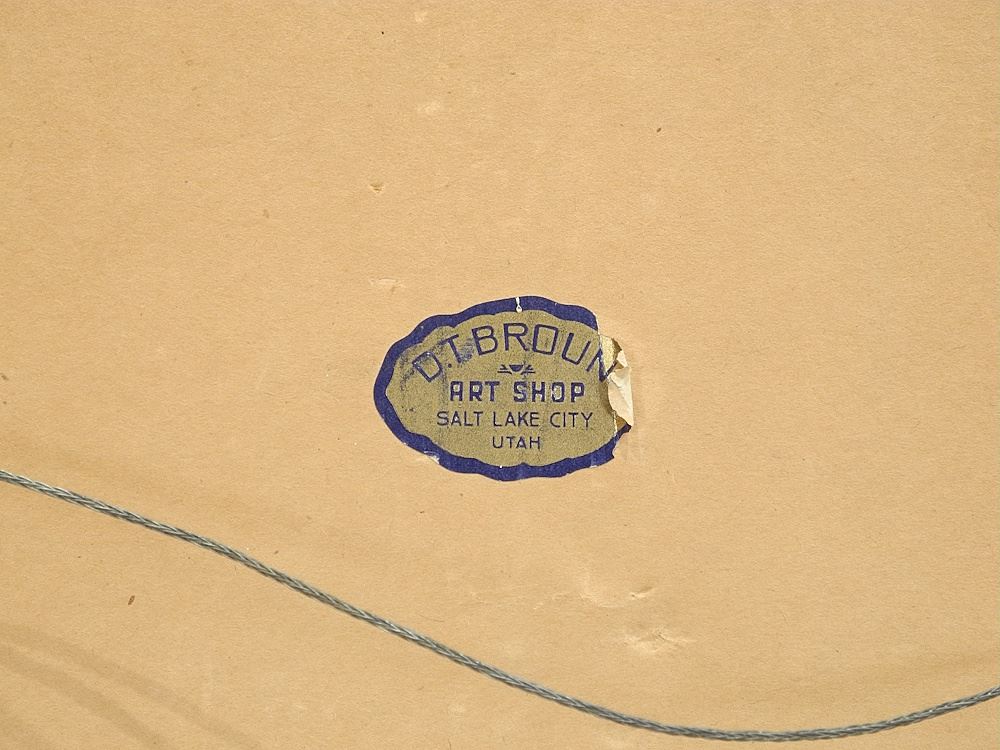 D.T. BROUN
ART SHOP
SALT LAKE CITY
UTAH